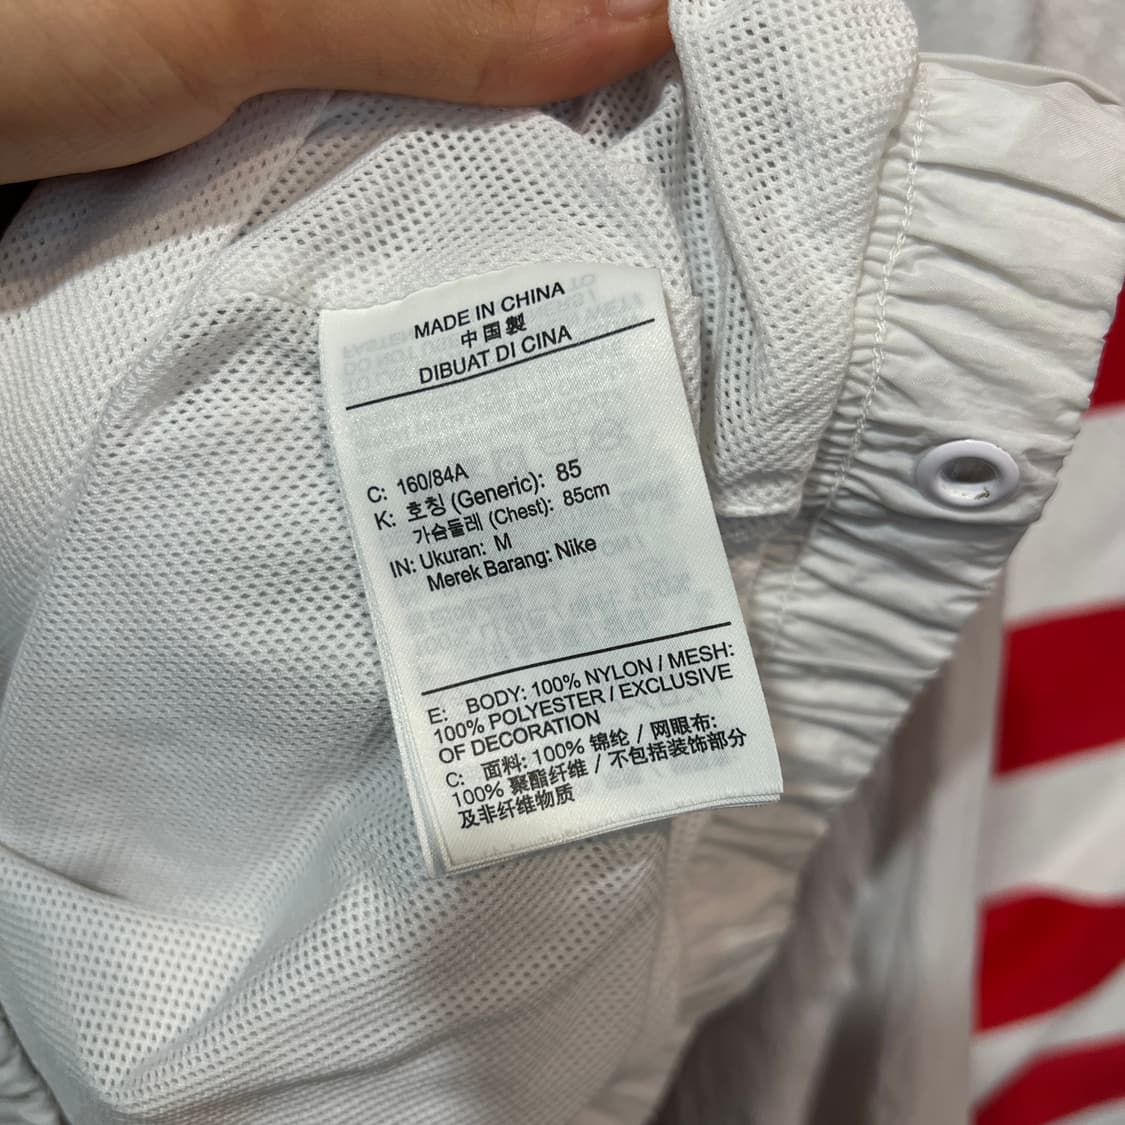 MADE IN CHINA
中国製
DIBUAT DI CINA
C: 160/84A
K: 호칭 (Generic): 85
가슴둘레 (Chest): 85cm
IN: Ukuran: M
Merek Barang: Nike
E: BODY: 100% NYLON / MESH:
100% POLYESTER / EXCLUSIVE
OF DECORATION
C: 面料: 100% 锦纶 / 网眼布:
100% 聚酯纤维 / 不包括装饰部分
及非纤维物质